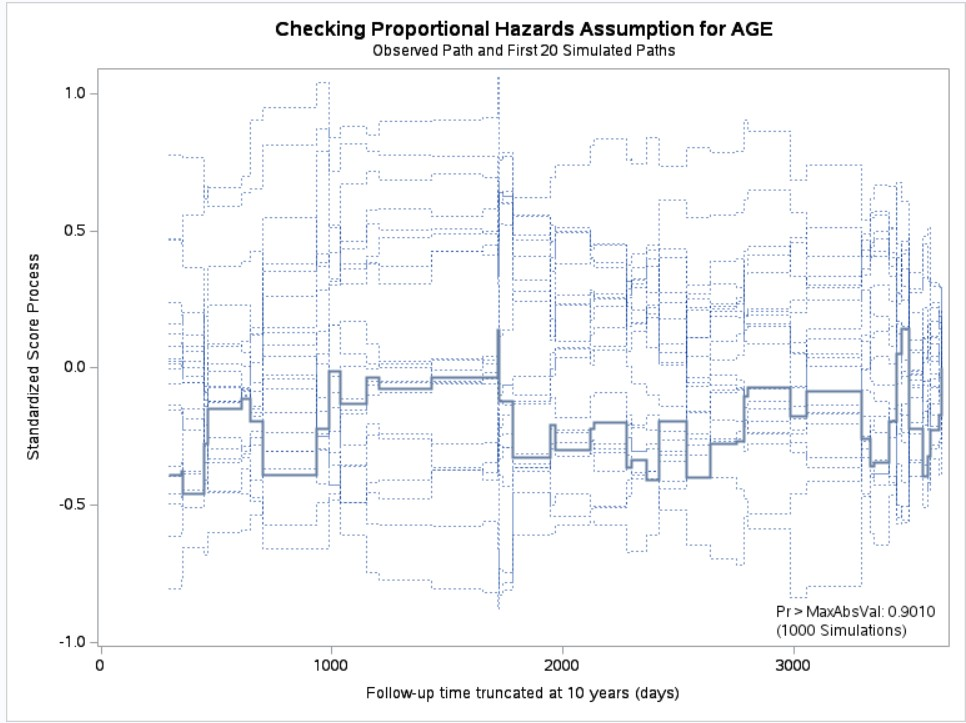 Checking Proportional Hazards Assumption for AGE
Observed Path and First 20 Simulated Paths
Standardized Score Process
1.0
0.5
0.0
-0.5
-1.0
Pr > MaxAbsVal: 0.9010
(1000 Simulations)
0 1000 2000 3000
Follow-up time truncated at 10 years (days)